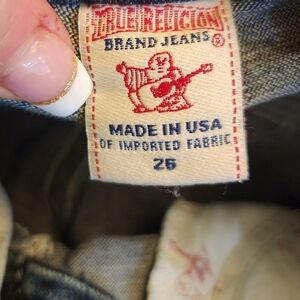 TRUE RELIGION
BRAND JEANS ®
MADE IN USA
OF IMPORTED FABRIC
26